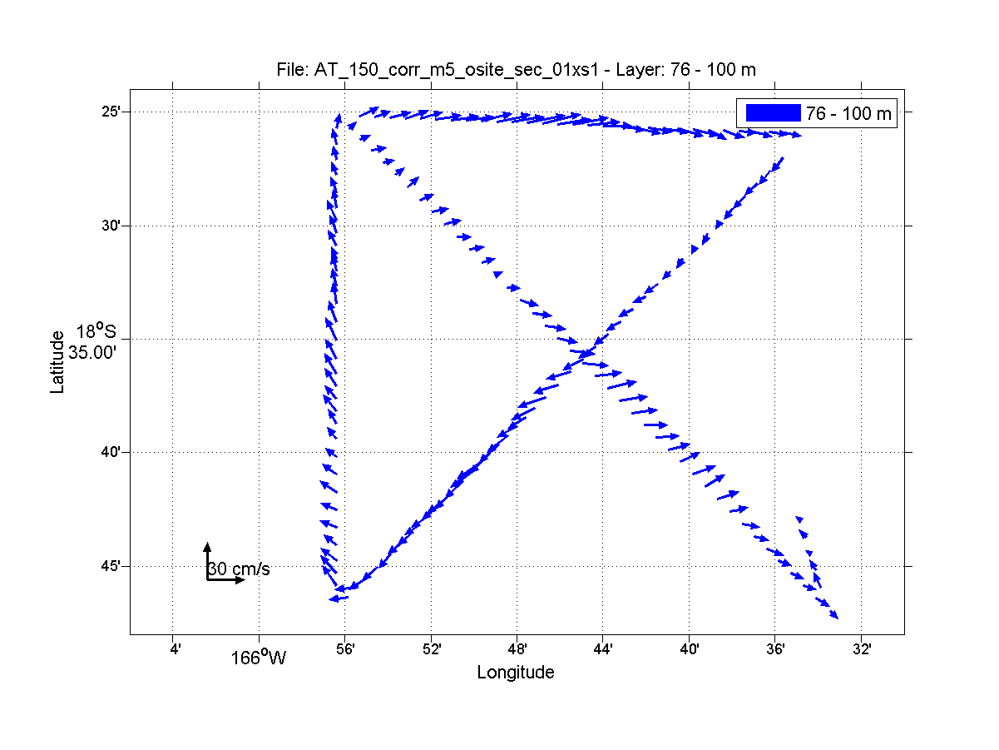 File: AT_150_corr_m5_osite_sec_01xs1 - Layer: 76 - 100 m
76 - 100 m
25'
30'
18°S
35.00'
40'
45'
Latitude
30 cm/s
4'
166°W
56'
52'
48'
44'
40'
36'
32'
Longitude